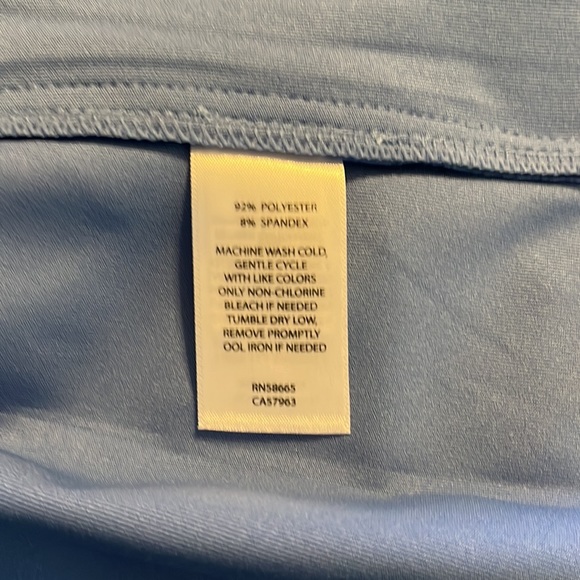 92% POLYESTER
8% SPANDEX
MACHINE WASH COLD,
GENTLE CYCLE
WITH LIKE COLORS
ONLY NON-CHLORINE
BLEACH IF NEEDED
TUMBLE DRY LOW,
REMOVE PROMPTLY
OOL IRON IF NEEDED
RN58665
CA57963